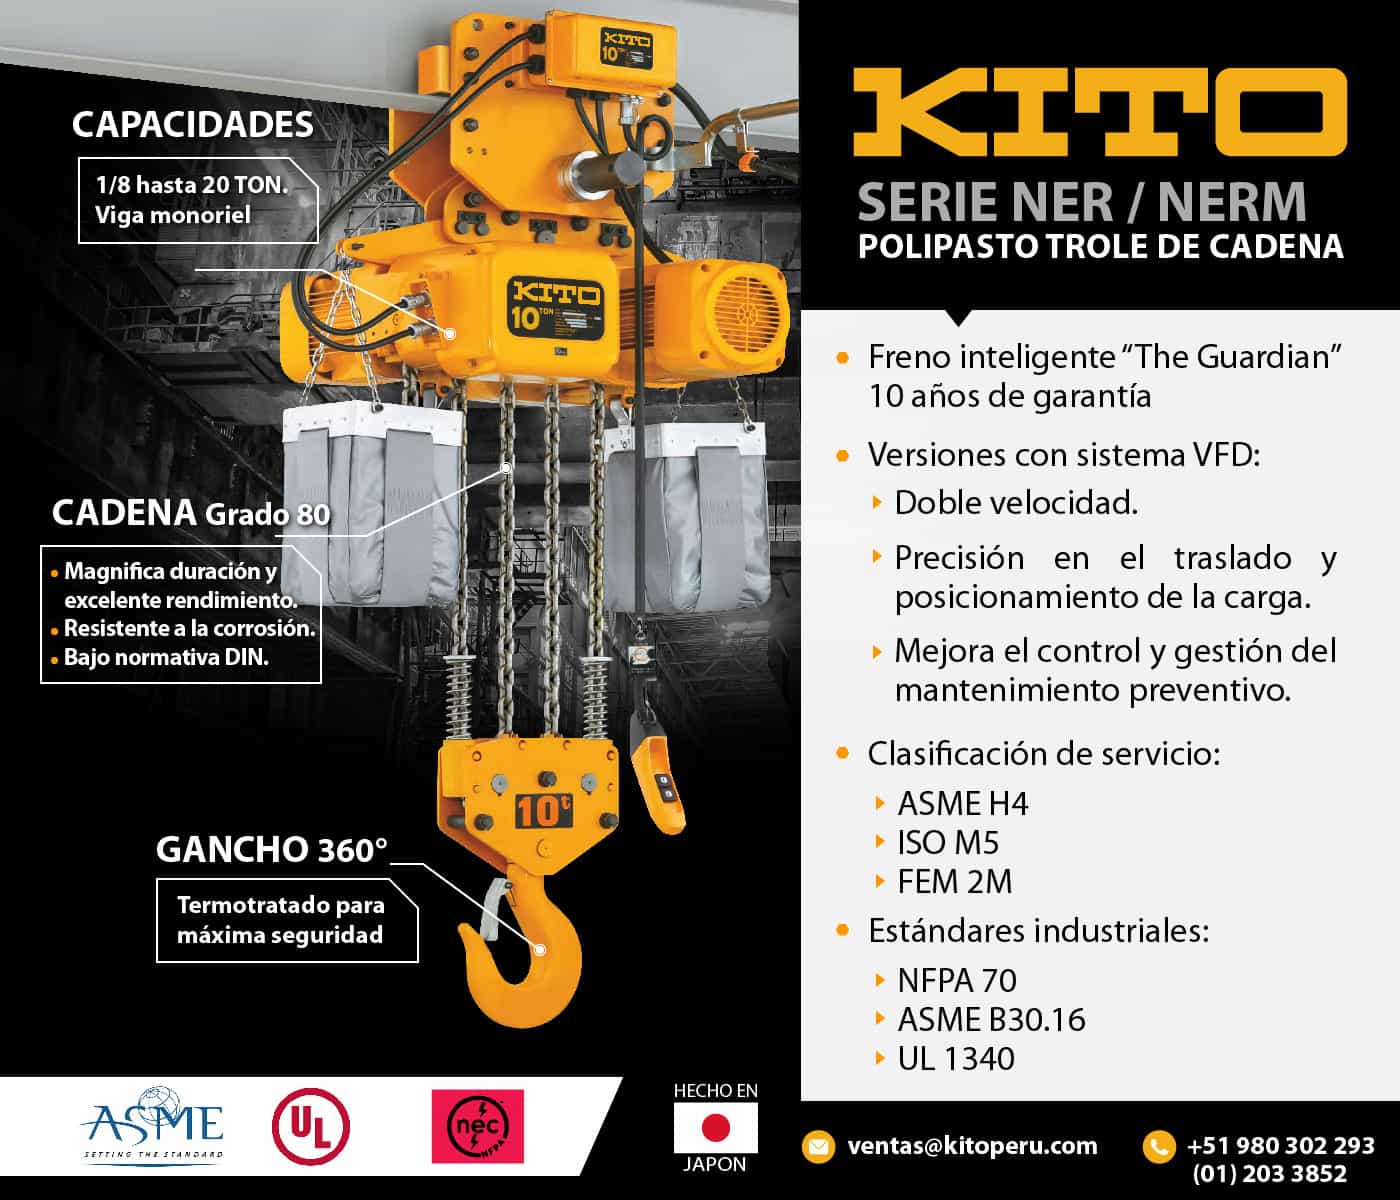 CAPACIDADES
1/8 hasta 20 TON.
Viga monoriel
KITO
10 TON
KITO
10 TON
CADENA Grado 80
• Magnifica duración y
excelente rendimiento.
• Resistente a la corrosión.
• Bajo normativa DIN.
10t
GANCHO 360°
Termotratado para
máxima seguridad
KITO
SERIE NER / NERM
POLIPASTO TROLE DE CADENA
Freno inteligente “The Guardian”
10 años de garantía
Versiones con sistema VFD:
Doble velocidad.
Precisión en el traslado y
posicionamiento de la carga.
Mejora el control y gestión del
mantenimiento preventivo.
Clasificación de servicio:
ASME H4
ISO M5
FEM 2M
Estándares industriales:
NFPA 70
ASME B30.16
UL 1340
ASME
SETTING THE STANDARD
UL
nec
NFPA
HECHO EN
JAPON
ventas@kitoperu.com
+51 980 302 293
(01) 203 3852